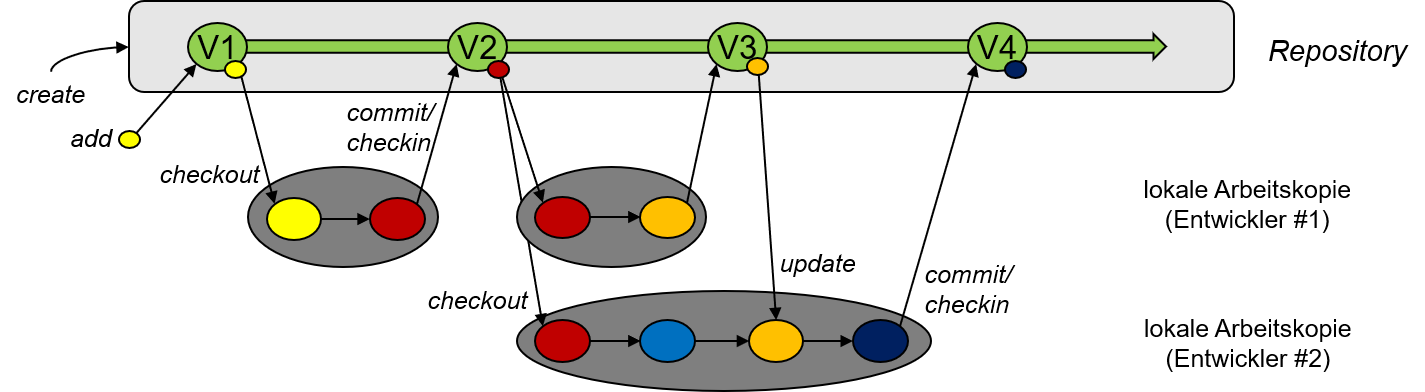 V1
V2
V3
V4
Repository
create
add
commit/
checkin
checkout
lokale Arbeitskopie
(Entwickler #1)
update
commit/
checkin
checkout
lokale Arbeitskopie
(Entwickler #2)